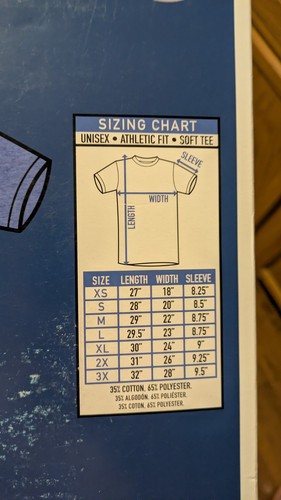 SIZING CHART
UNISEX • ATHLETIC FIT • SOFT TEE
SLEEVE
WIDTH
LENGTH
SIZE LENGTH WIDTH SLEEVE
XS 27" 18" 8.25"
S 28" 20" 8.5"
M 29" 22" 8.75"
L 29.5" 23" 8.75"
XL 30" 24" 9"
2X 31" 26" 9.25"
3X 32" 28" 9.5"
35% COTTON, 65% POLYESTER.
35% ALGODÓN, 65% POLIÉSTER.
35% COTON, 65% POLYESTER.